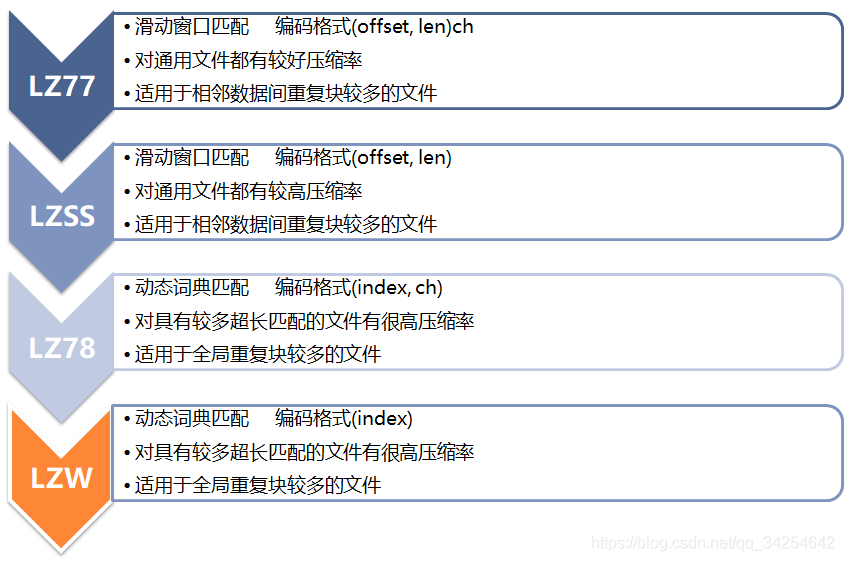 LZ77
• 滑动窗口匹配 编码格式(offset, len)ch
• 对通用文件都有较好压缩率
• 适用于相邻数据间重复块较多的文件
LZSS
• 滑动窗口匹配 编码格式(offset, len)
• 对通用文件都有较高压缩率
• 适用于相邻数据间重复块较多的文件
LZ78
• 动态词典匹配 编码格式(index, ch)
• 对具有较多超长匹配的文件有很高压缩率
• 适用于全局重复块较多的文件
LZW
• 动态词典匹配 编码格式(index)
• 对具有较多超长匹配的文件有很高压缩率
• 适用于全局重复块较多的文件
https://blog.csdn.net/qq_34254642